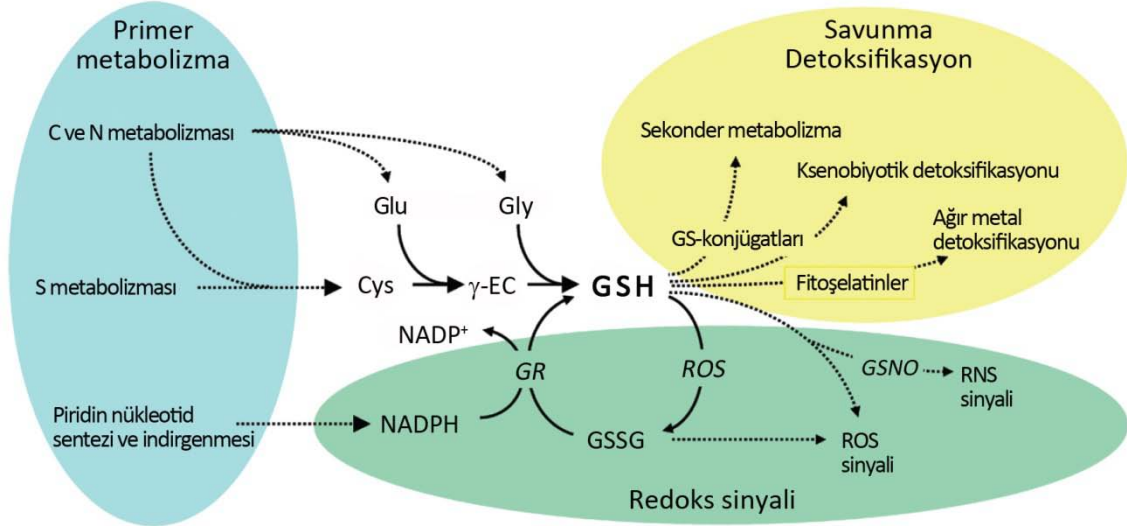 Primer
metabolizma
C ve N metabolizması
S metabolizması
Piridin nükleotid
sentezi ve indirgenmesi
Glu
Gly
Cys
γ-EC
GSH
NADP⁺
GR
ROS
NADPH
GSSG
Savunma
Detoksifikasyon
Sekonder metabolizma
Ksenobiyotik detoksifikasyonu
GS-konjügatları
Ağır metal
detoksifikasyonu
Fitoşelatinler
GSNO
RNS
sinyali
ROS
sinyali
Redoks sinyali